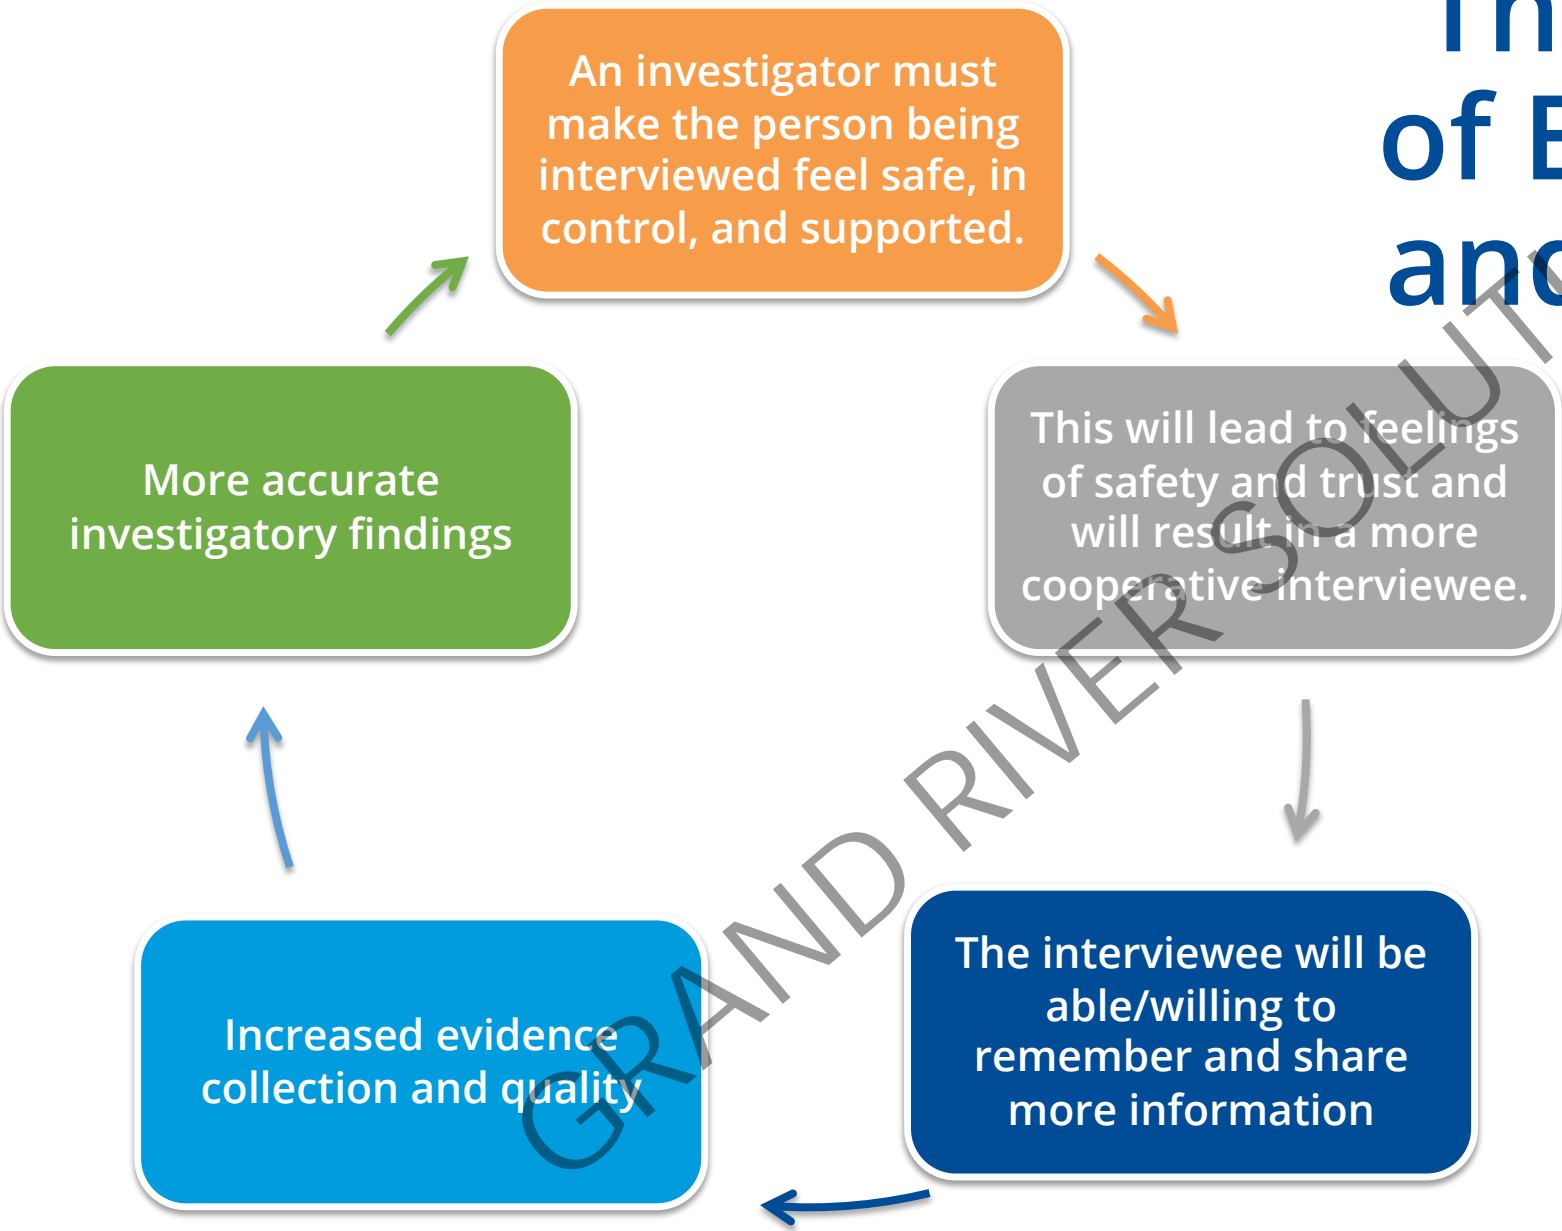 of
An investigator must
make the person being
interviewed feel safe, in
control, and supported.
This will lead to feelings
of safety and trust and
will result in a more
cooperative interviewee.
The interviewee will be
able/willing to
remember and share
more information
Increased evidence
collection and quality
More accurate
investigatory findings
GRAND RIVER